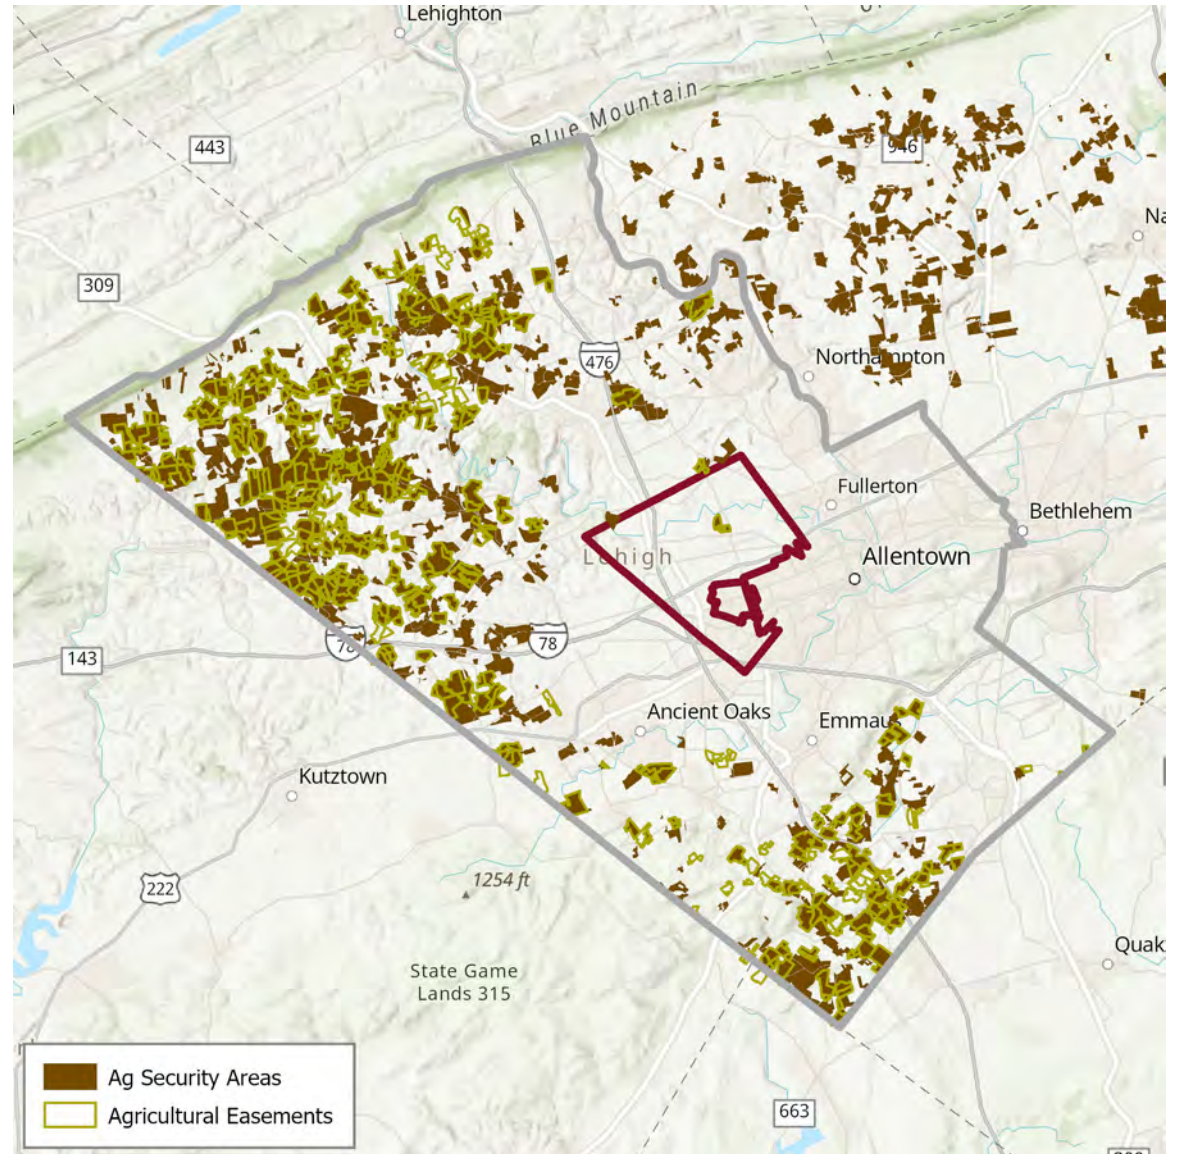 Lehighton
Blue Mountain
443
946
Na
309
476
Northampton
Fullerton
Bethlehem
Lehigh
Allentown
78
78
143
Ancient Oaks
Emmaus
Kutztown
1254 ft
222
Quak
State Game
Lands 315
Ag Security Areas
Agricultural Easements
663